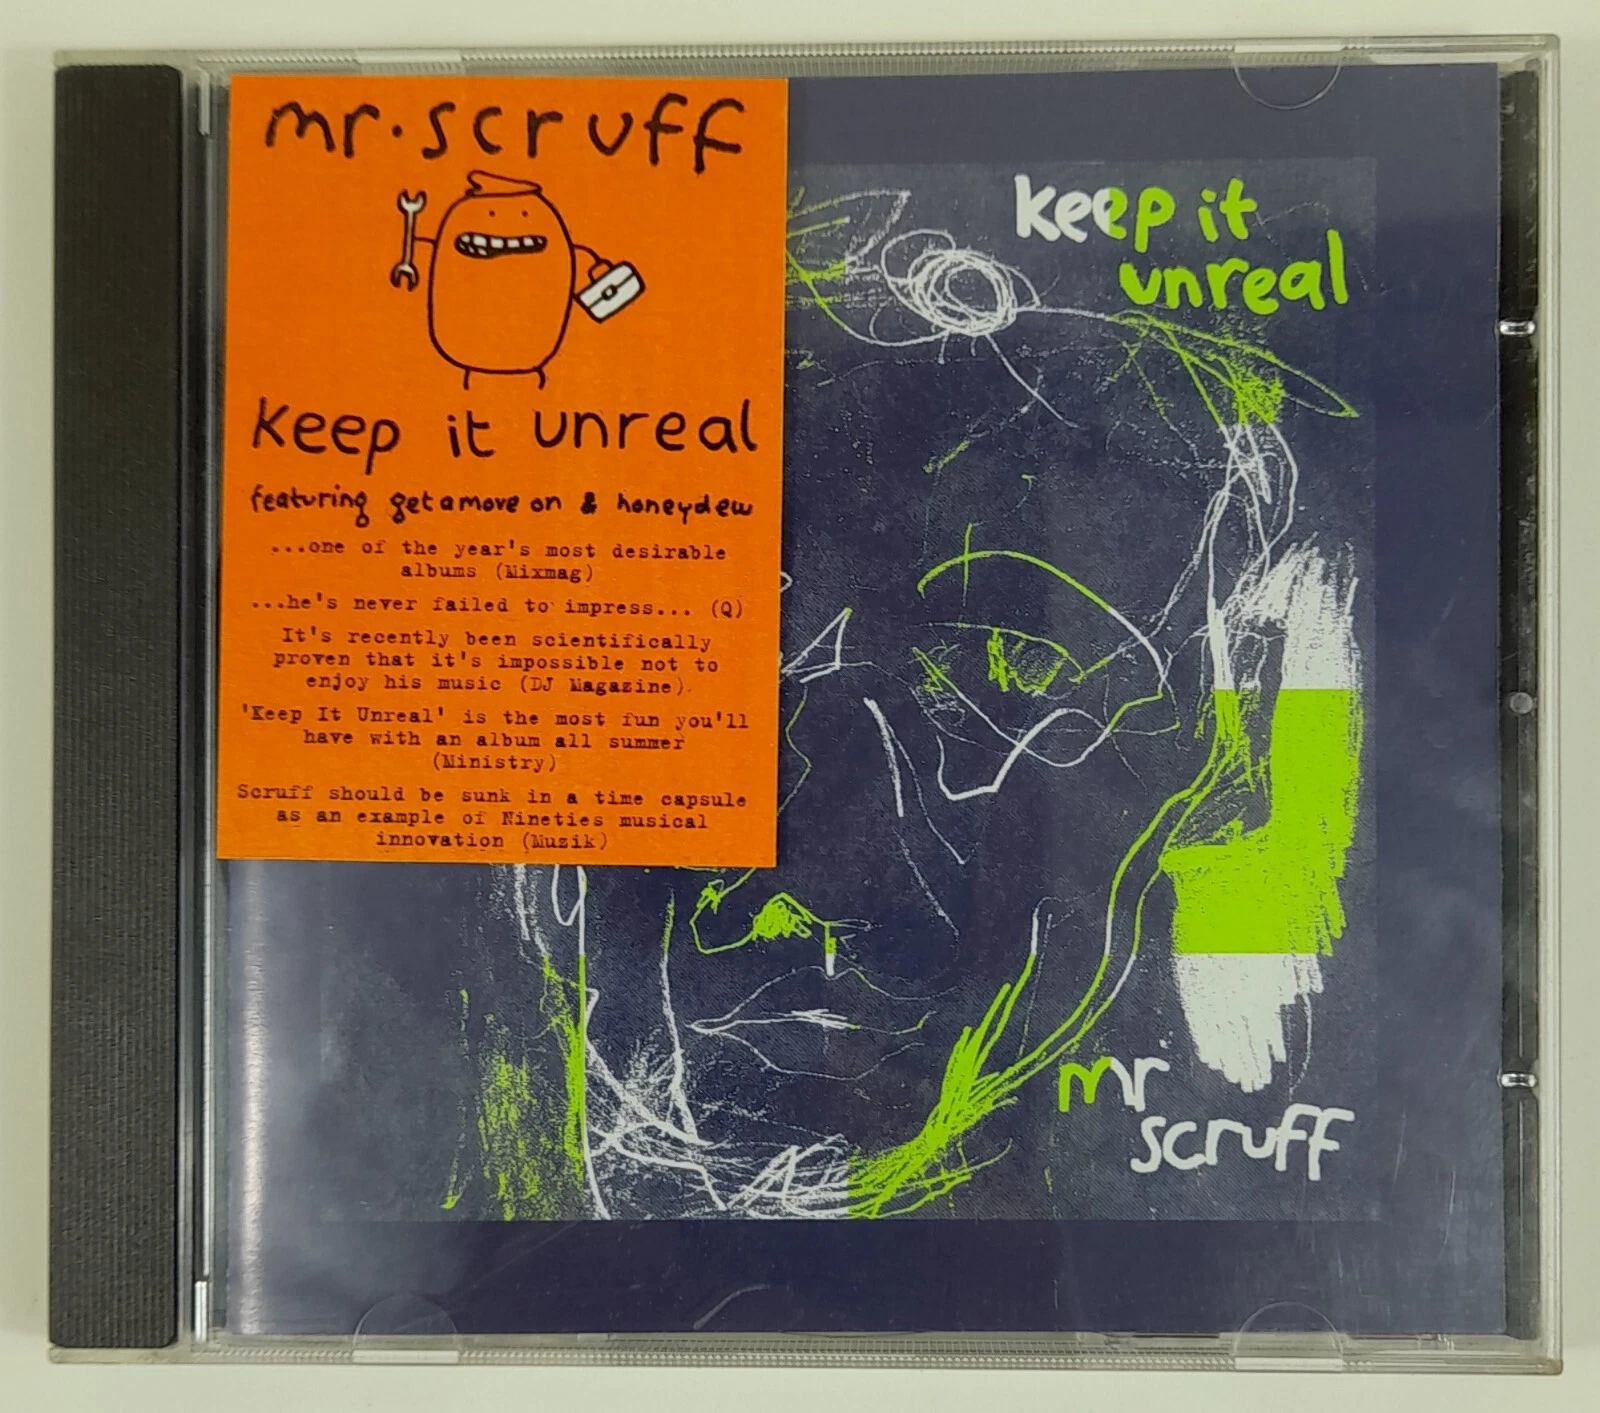 mr.scruff
keep it unreal
featuring get a move on & honeydew
...one of the year's most desirable
albums (Mixmag)
...he's never failed to impress... (Q)
It's recently been scientifically
proven that it's impossible not to
enjoy his music (DJ Magazine).
'Keep It Unreal' is the most fun you'll
have with an album all summer
(Ministry)
Scruff should be sunk in a time capsule
as an example of Nineties musical
innovation (Muzik)
keep it
unreal
mr
scruff